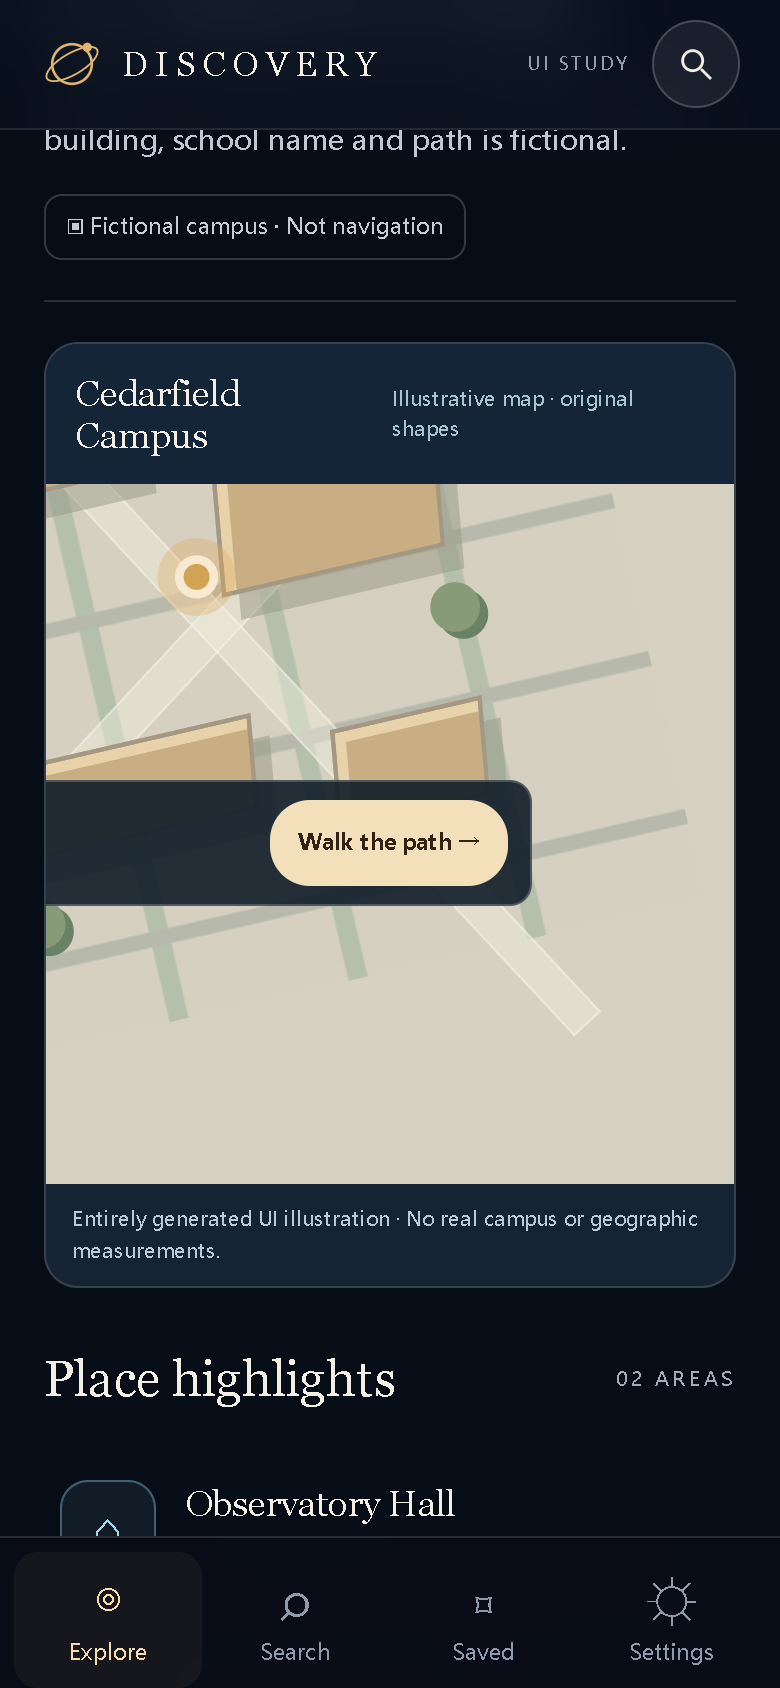 DISCOVERY
UI STUDY
building, school name and path is fictional.
Fictional campus · Not navigation
Cedarfield
Campus
Illustrative map · original
shapes
Walk the path →
Entirely generated UI illustration · No real campus or geographic
measurements.
Place highlights
02 AREAS
Observatory Hall
Explore
Search
Saved
Settings